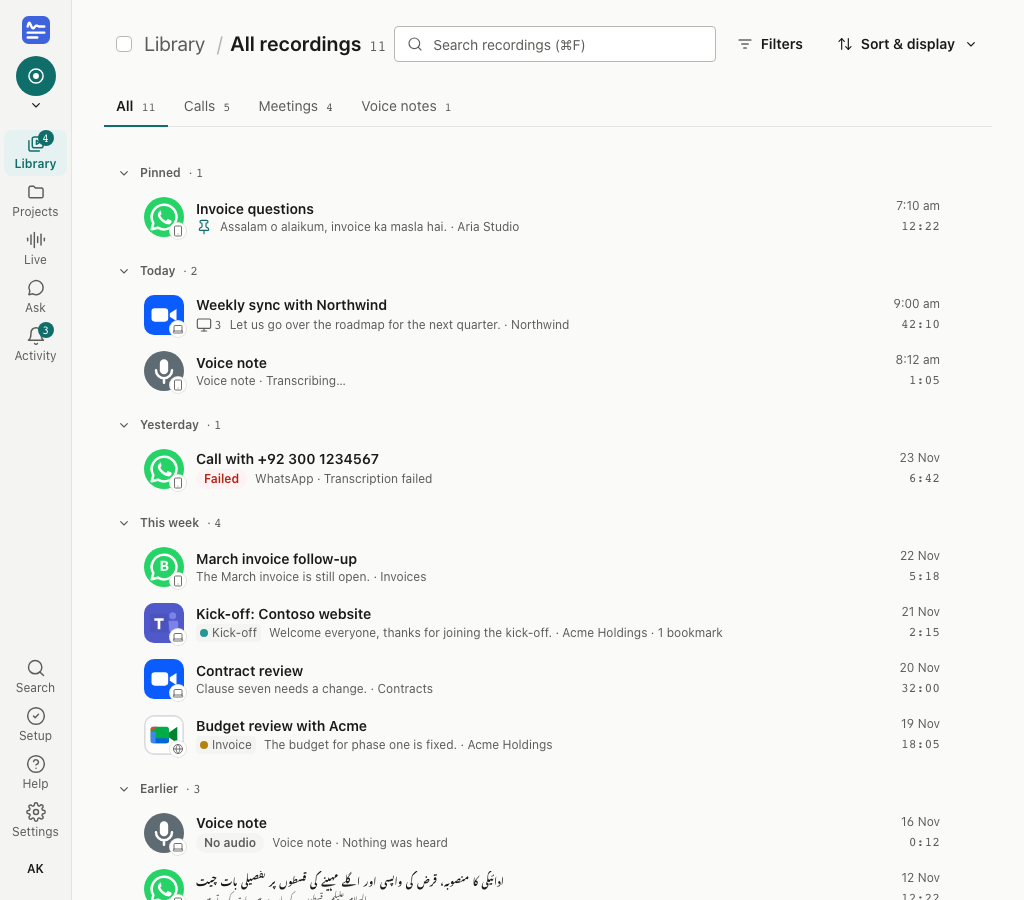 Library / All recordings 11
Search recordings (⌘F)
Filters
Sort & display
All 11
Calls 5
Meetings 4
Voice notes 1
4
Library
Projects
Live
Ask
3
Activity
Search
Setup
Help
Settings
AK
Pinned · 1
Invoice questions
7:10 am
Assalam o alaikum, invoice ka masla hai. · Aria Studio
12:22
Today · 2
Weekly sync with Northwind
9:00 am
3 Let us go over the roadmap for the next quarter. · Northwind
42:10
Voice note
8:12 am
Voice note · Transcribing...
1:05
Yesterday · 1
Call with +92 300 1234567
23 Nov
Failed WhatsApp · Transcription failed
6:42
This week · 4
B
March invoice follow-up
22 Nov
The March invoice is still open. · Invoices
5:18
T
Kick-off: Contoso website
21 Nov
Kick-off Welcome everyone, thanks for joining the kick-off. · Acme Holdings · 1 bookmark
2:15
Contract review
20 Nov
Clause seven needs a change. · Contracts
32:00
Budget review with Acme
19 Nov
Invoice The budget for phase one is fixed. · Acme Holdings
18:05
Earlier · 3
Voice note
16 Nov
No audio Voice note · Nothing was heard
0:12
ادائیگی کا منصوبہ، قرض کی واپسی اور اگلے مہینے کی قسطوں پر تفصیلی بات چیت
12 Nov
12:22